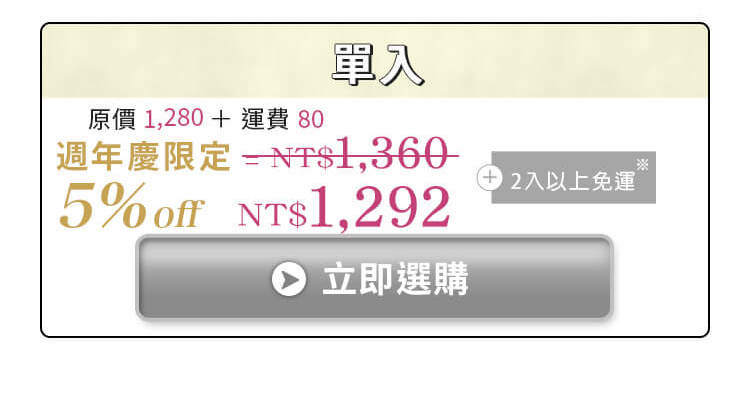 單入
原價 1,280 + 運費 80
週年慶限定 = NT$1,360
5% off NT$1,292
+ 2入以上免運※
立即選購